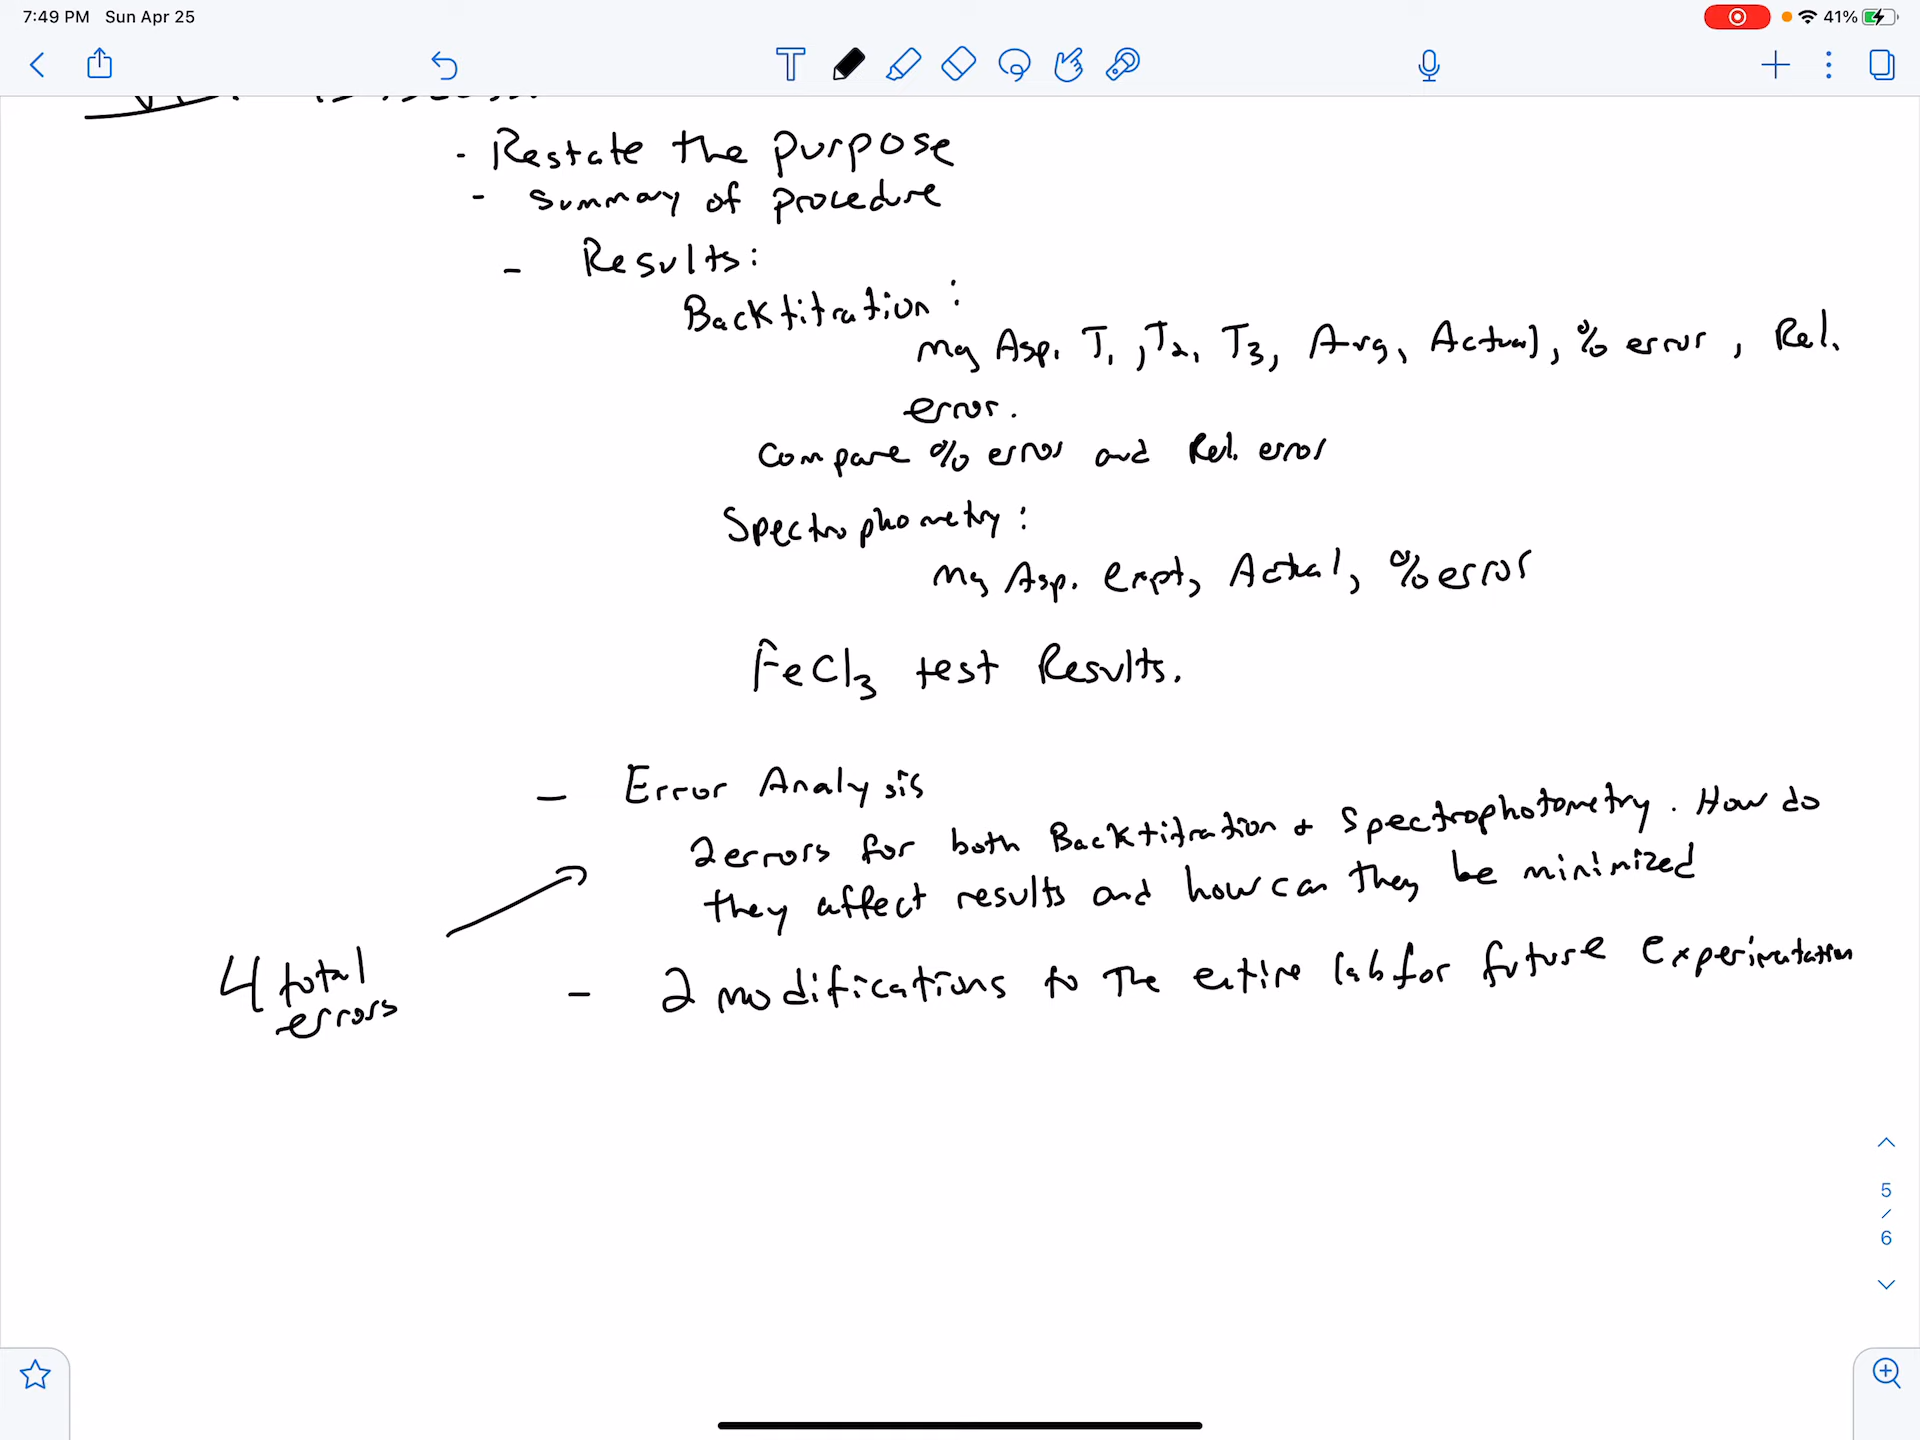 7:49 PM Sun Apr 25
41%
- Restate the purpose
- summary of procedure
- Results:
Backtitration:
mg Asp. T1, T2, T3, Avg, Actual, % error, Rel.
error.
Compare % error and Rel. error
Spectrophometry:
mg Asp. expt, Actual, % error
FeCl3 test Results.
- Error Analysis
2 errors for both Backtitration + Spectrophotometry. How do
they affect results and how can they be minimized
4 total
errors
- 2 modifications to the entire lab for future experimentation
5
/
6